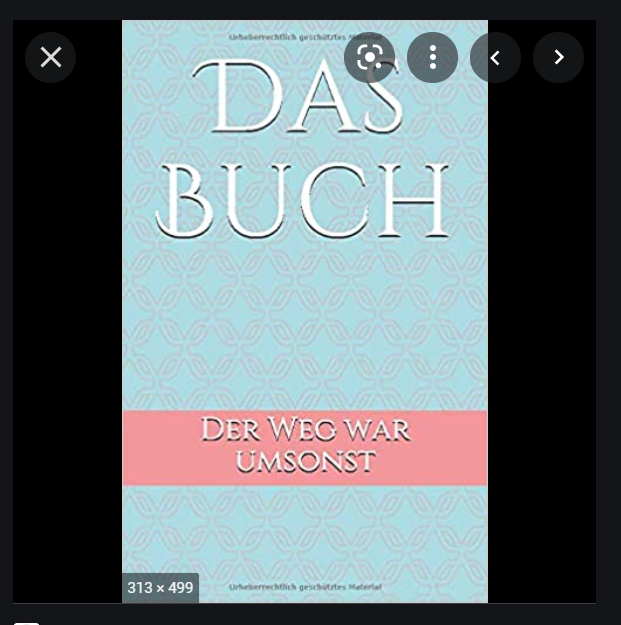 Urheberrechtlich geschütztes Material
DAS
BUCH
DER WEG WAR
UMSONST
313 × 499
Urheberrechtlich geschütztes Material